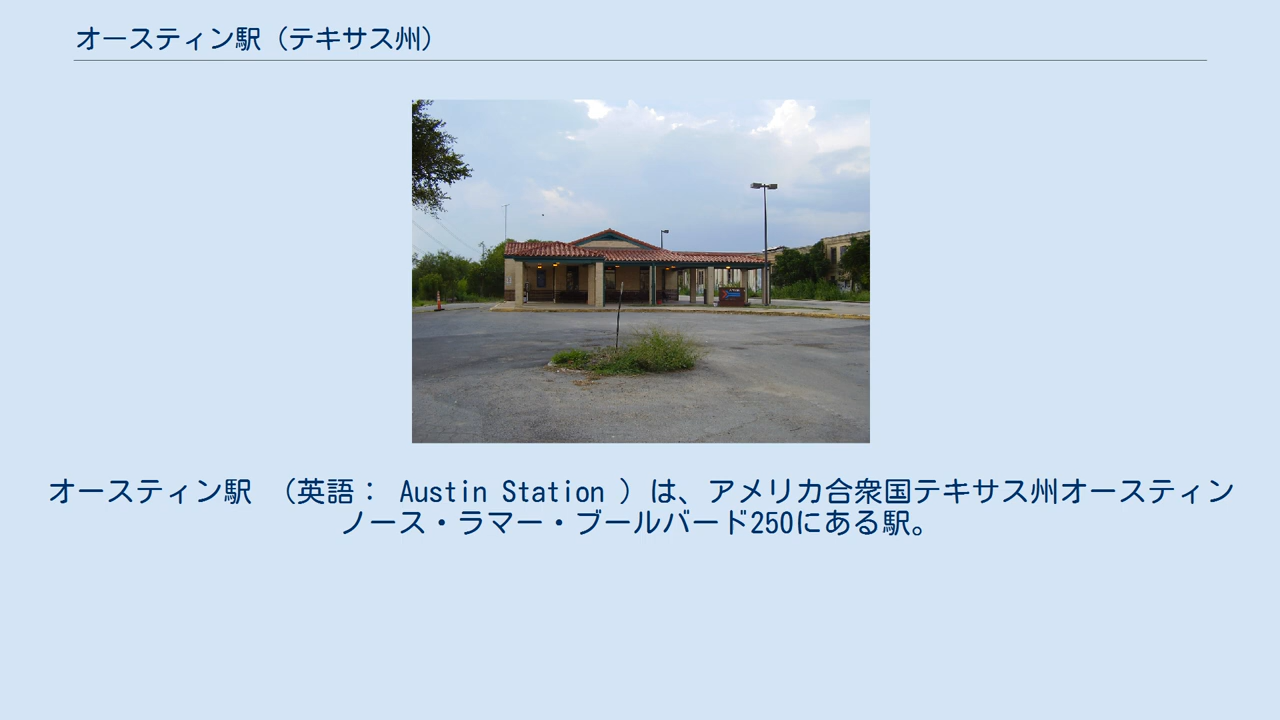 オースティン駅（テキサス州）
オースティン駅 （英語： Austin Station ）は、アメリカ合衆国テキサス州オースティン
ノース・ラマー・ブールバード250にある駅。